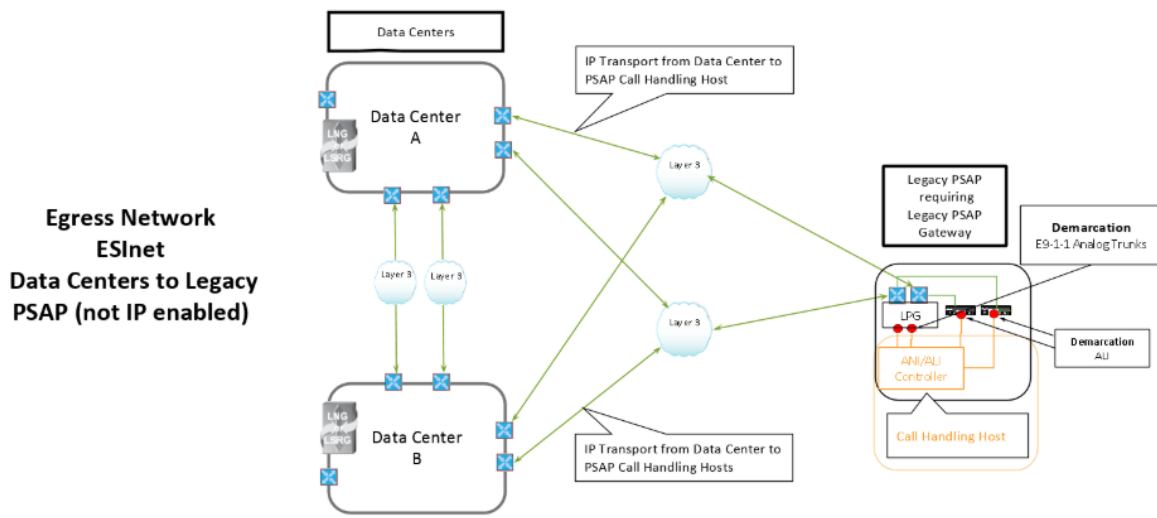 Data Centers
IP Transport from Data Center to
PSAP Call Handling Host
Data Center
A
LNG
LSRG
Layer 3
Legacy PSAP
requiring
Legacy PSAP
Gateway
Demarcation
E9-1-1 Analog Trunks
Egress Network
ESInet
Data Centers to Legacy
PSAP (not IP enabled)
Layer 3
Layer 3
Layer 3
LPG
Demarcation
ALI
ANI/ALI
Controller
Call Handling Host
LNG
LSRG
Data Center
B
IP Transport from Data Center to
PSAP Call Handling Hosts